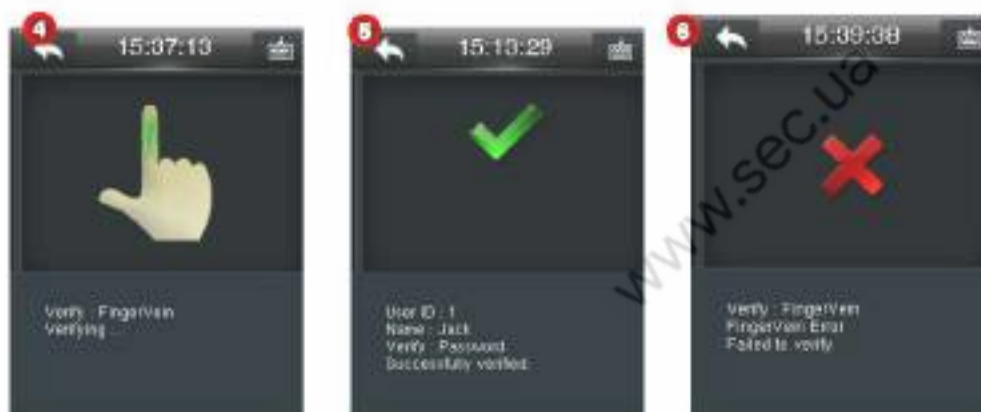 4
15:37:13
Verify : FingerVein
Verifying
5
15:13:29
User ID : 1
Name : Jack
Verify : Password
Successfully verified.
6
15:39:38
Verify : FingerVein
FingerVein Error
Failed to verify
www.sec.ua